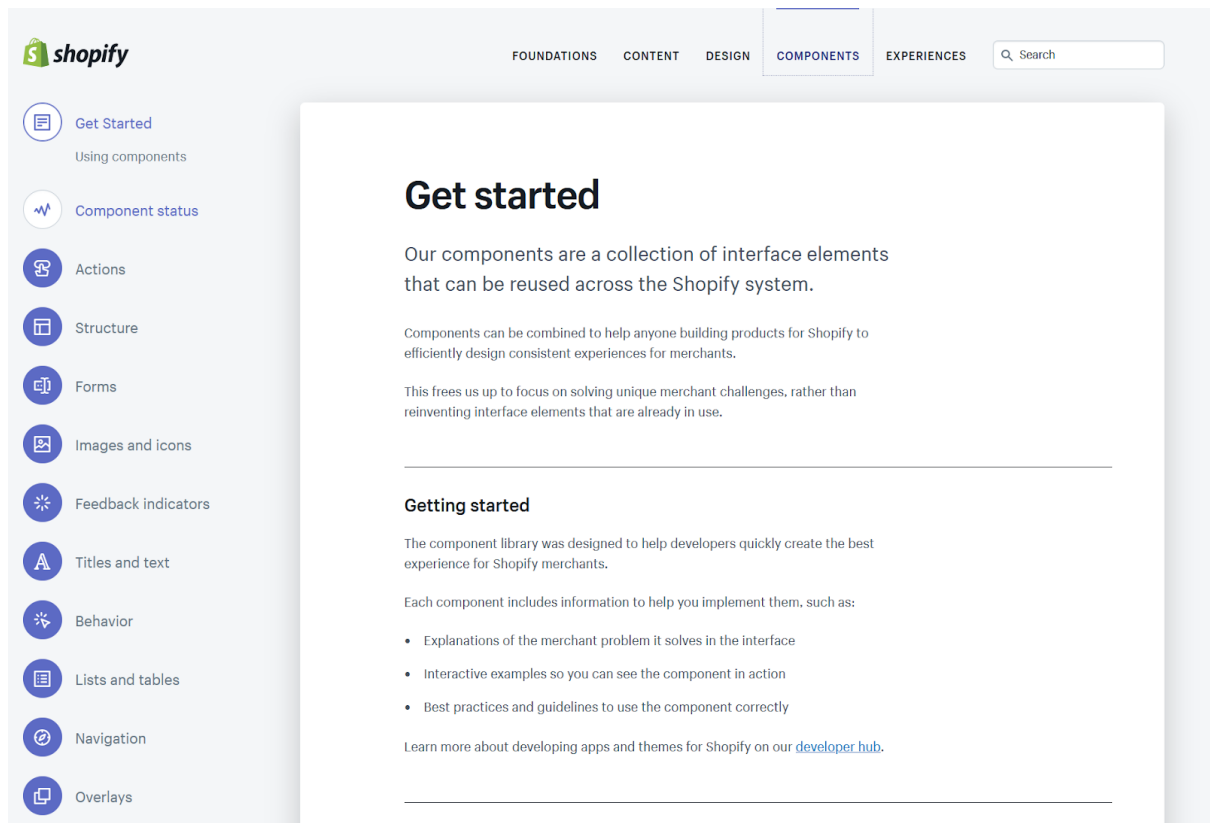 shopify
FOUNDATIONS CONTENT DESIGN COMPONENTS EXPERIENCES Search
Get Started
Using components
Component status
Actions
Structure
Forms
Images and icons
Feedback indicators
Titles and text
Behavior
Lists and tables
Navigation
Overlays
Get started
Our components are a collection of interface elements
that can be reused across the Shopify system.
Components can be combined to help anyone building products for Shopify to
efficiently design consistent experiences for merchants.
This frees us up to focus on solving unique merchant challenges, rather than
reinventing interface elements that are already in use.
Getting started
The component library was designed to help developers quickly create the best
experience for Shopify merchants.
Each component includes information to help you implement them, such as:
• Explanations of the merchant problem it solves in the interface
• Interactive examples so you can see the component in action
• Best practices and guidelines to use the component correctly
Learn more about developing apps and themes for Shopify on our developer hub.